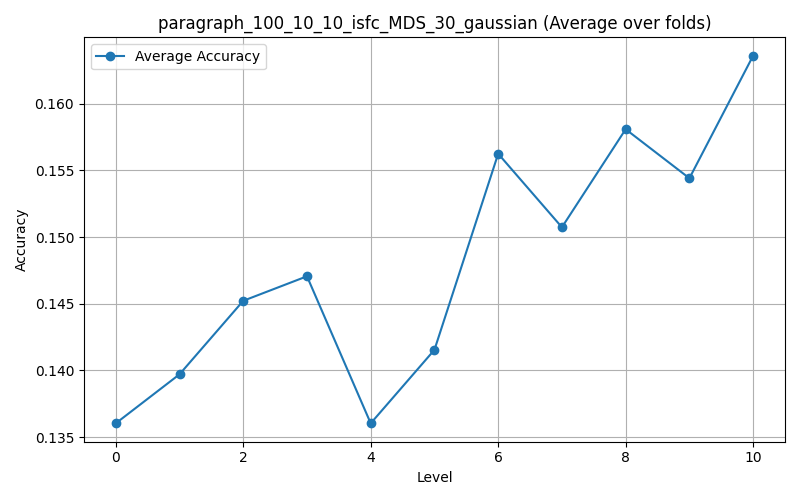 paragraph_100_10_10_isfc_MDS_30_gaussian (Average over folds)
Average Accuracy
0.160
0.155
0.150
0.145
0.140
0.135
Accuracy
0 2 4 6 8 10
Level